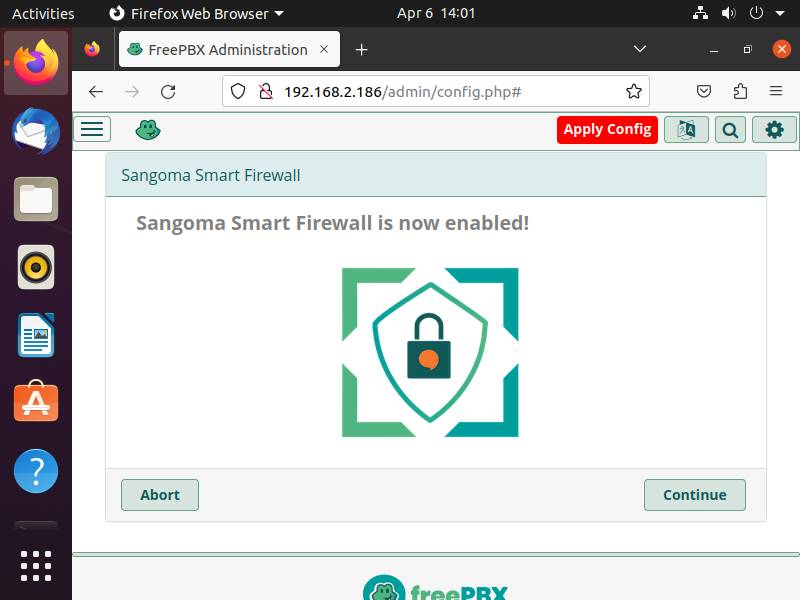 Activities
Firefox Web Browser
Apr 6 14:01
FreePBX Administration
192.168.2.186/admin/config.php#
Apply Config
Sangoma Smart Firewall
Sangoma Smart Firewall is now enabled!
Abort
Continue
freePBX